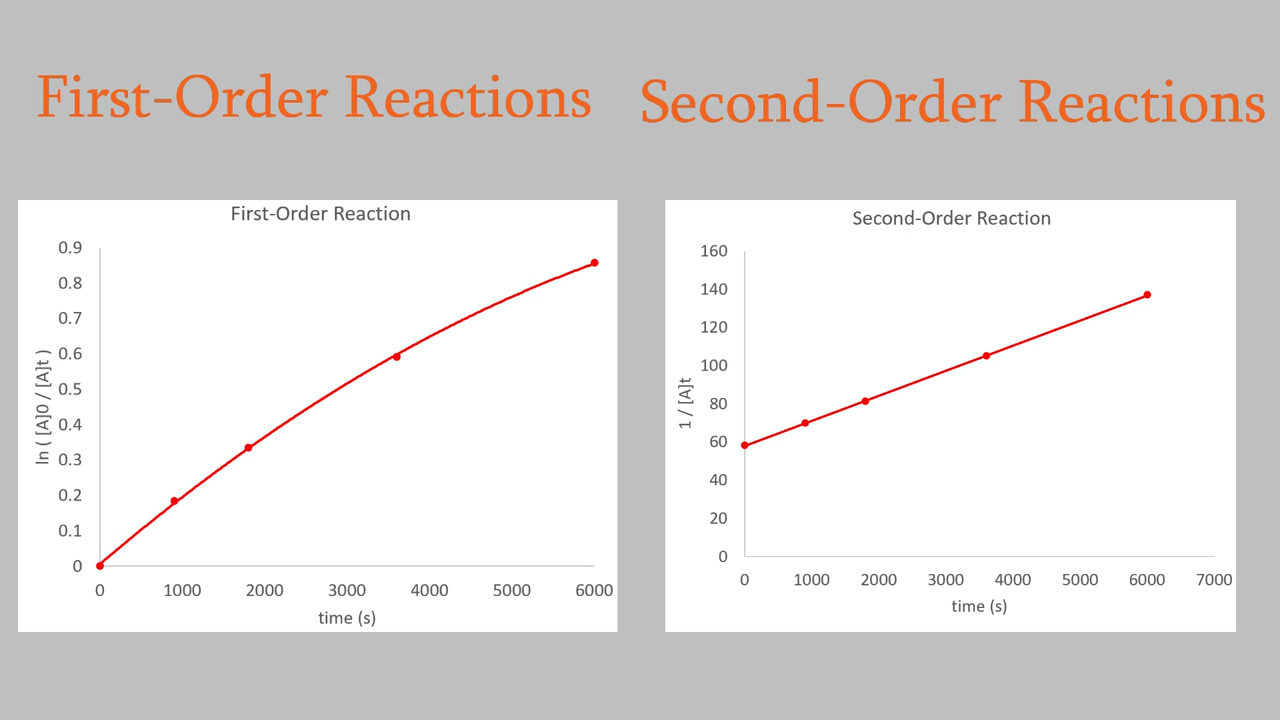 First-Order Reactions
Second-Order Reactions
First-Order Reaction
0.9
0.8
0.7
0.6
0.5
0.4
0.3
0.2
0.1
0
ln ( [A]0 / [A]t )
0 1000 2000 3000 4000 5000 6000
time (s)
Second-Order Reaction
160
140
120
100
80
60
40
20
0
1 / [A]t
0 1000 2000 3000 4000 5000 6000 7000
time (s)